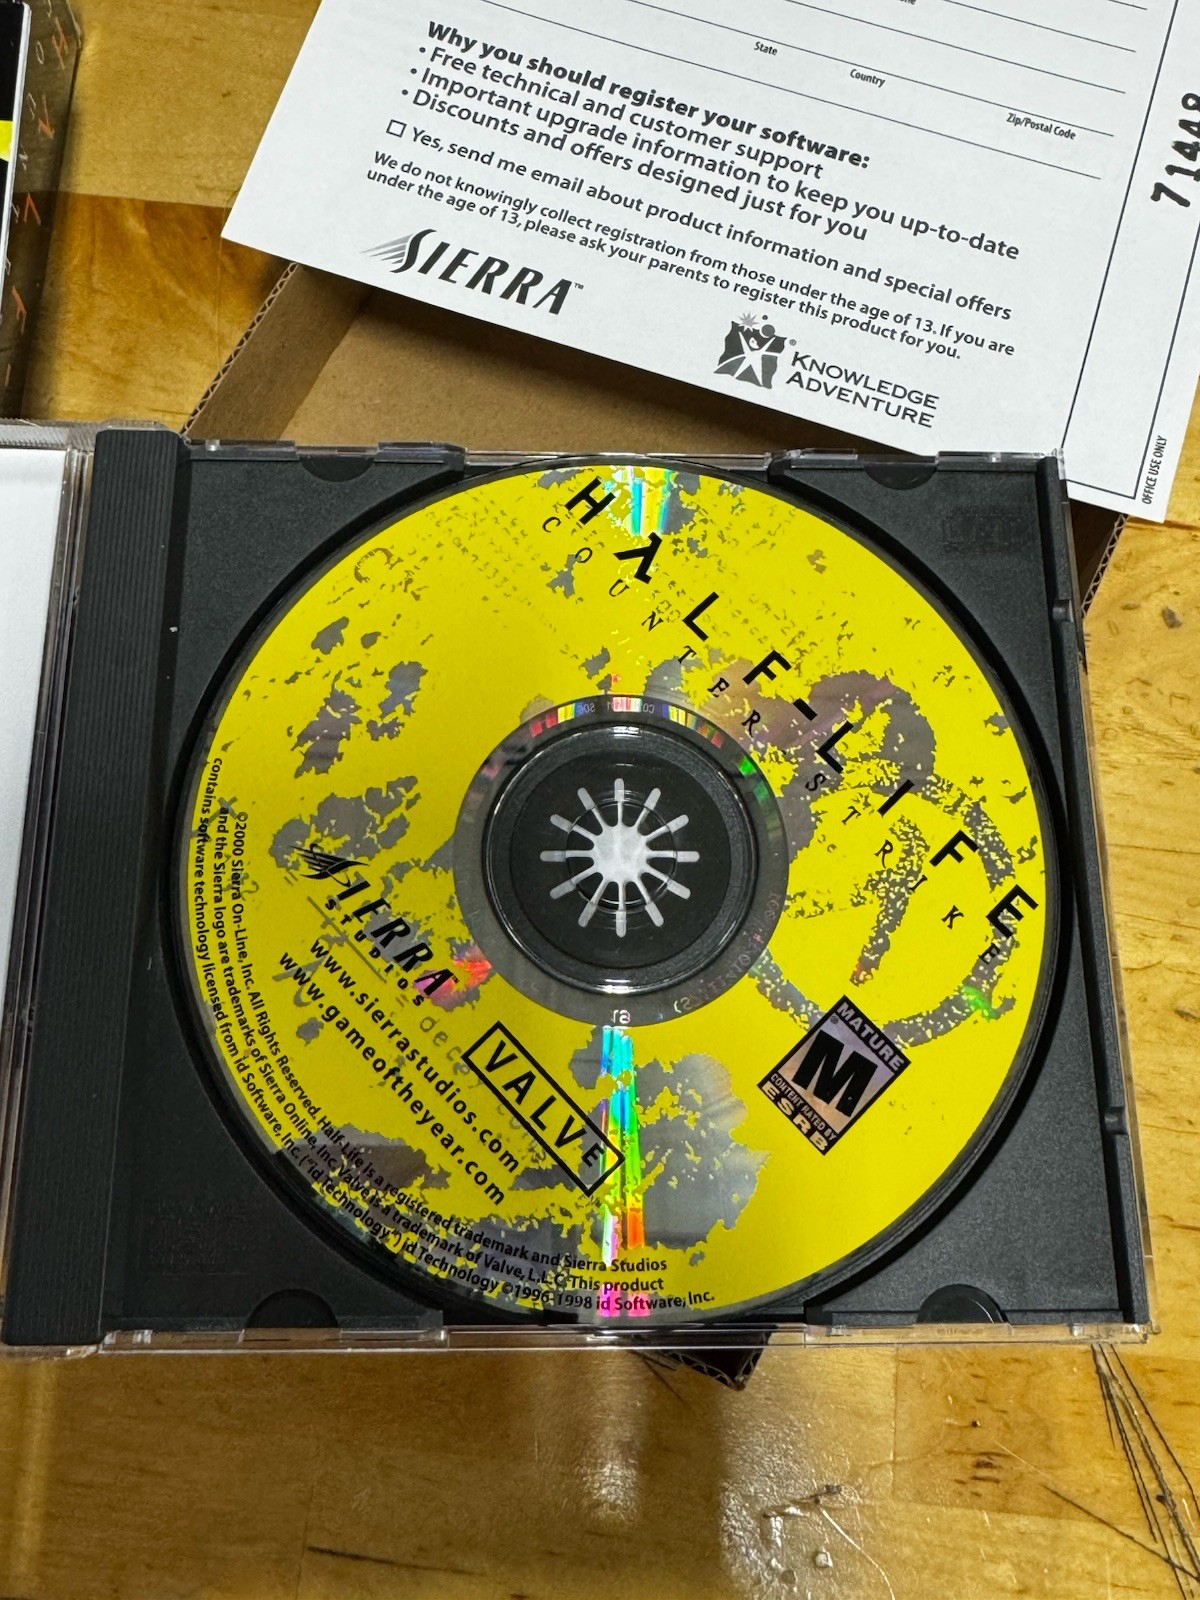 State
Country
Zip/Postal Code
Why you should register your software:
• Free technical and customer support
• Important upgrade information to keep you up-to-date
• Discounts and offers designed just for you
Yes, send me email about product information and special offers
We do not knowingly collect registration from those under the age of 13. If you are
under the age of 13, please ask your parents to register this product for you.
SIERRA™
KNOWLEDGE
ADVENTURE
OFFICE USE ONLY
HλLF-LIFE
COUNTER STRIKE
SIERRA
STUDIOS
www.sierrastudios.com
www.gameoftheyear.com
VALVE
MATURE
M
CONTENT RATED BY
ESRB
©2000 Sierra On-Line, Inc. All Rights Reserved. Half-Life is a registered trademark and Sierra Studios
and the Sierra logo are trademarks of Sierra Online, Inc. Valve is a trademark of Valve, L.L.C. This product
contains software technology licensed from id Software, Inc. ("id Technology") id Technology ©1996-1998 id Software, Inc.